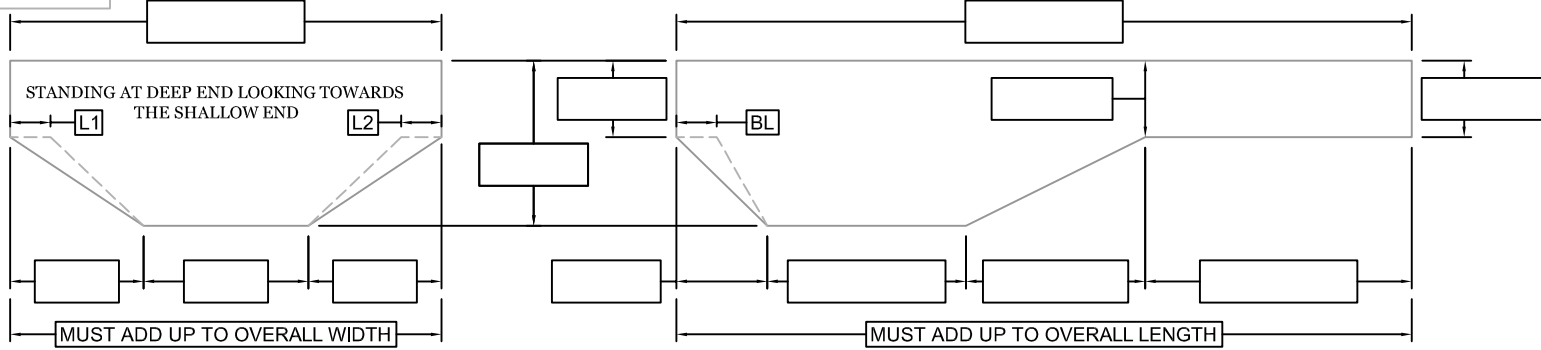 STANDING AT DEEP END LOOKING TOWARDS
THE SHALLOW END
L1
L2
BL
MUST ADD UP TO OVERALL WIDTH
MUST ADD UP TO OVERALL LENGTH